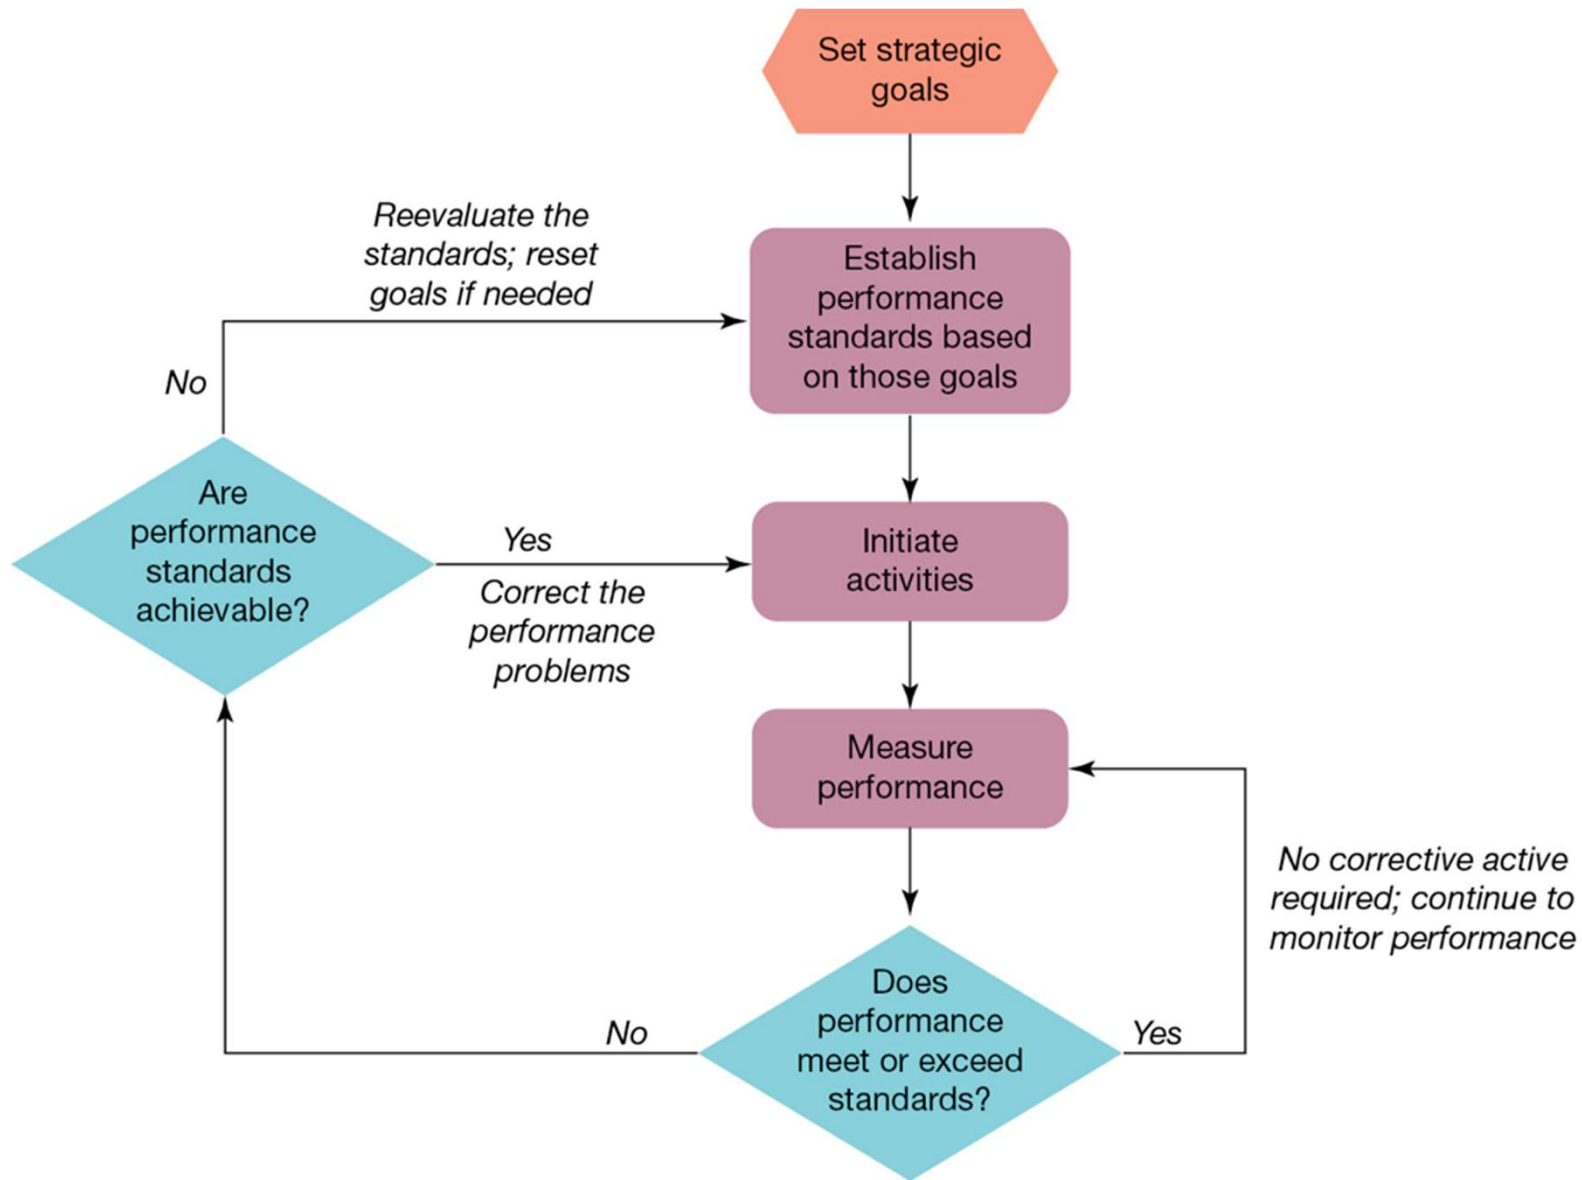 Set strategic
goals
Reevaluate the
standards; reset
goals if needed
Establish
performance
standards based
on those goals
No
Are
performance
standards
achievable?
Yes
Correct the
performance
problems
Initiate
activities
Measure
performance
No corrective active
required; continue to
monitor performance
Does
performance
meet or exceed
standards?
No
Yes